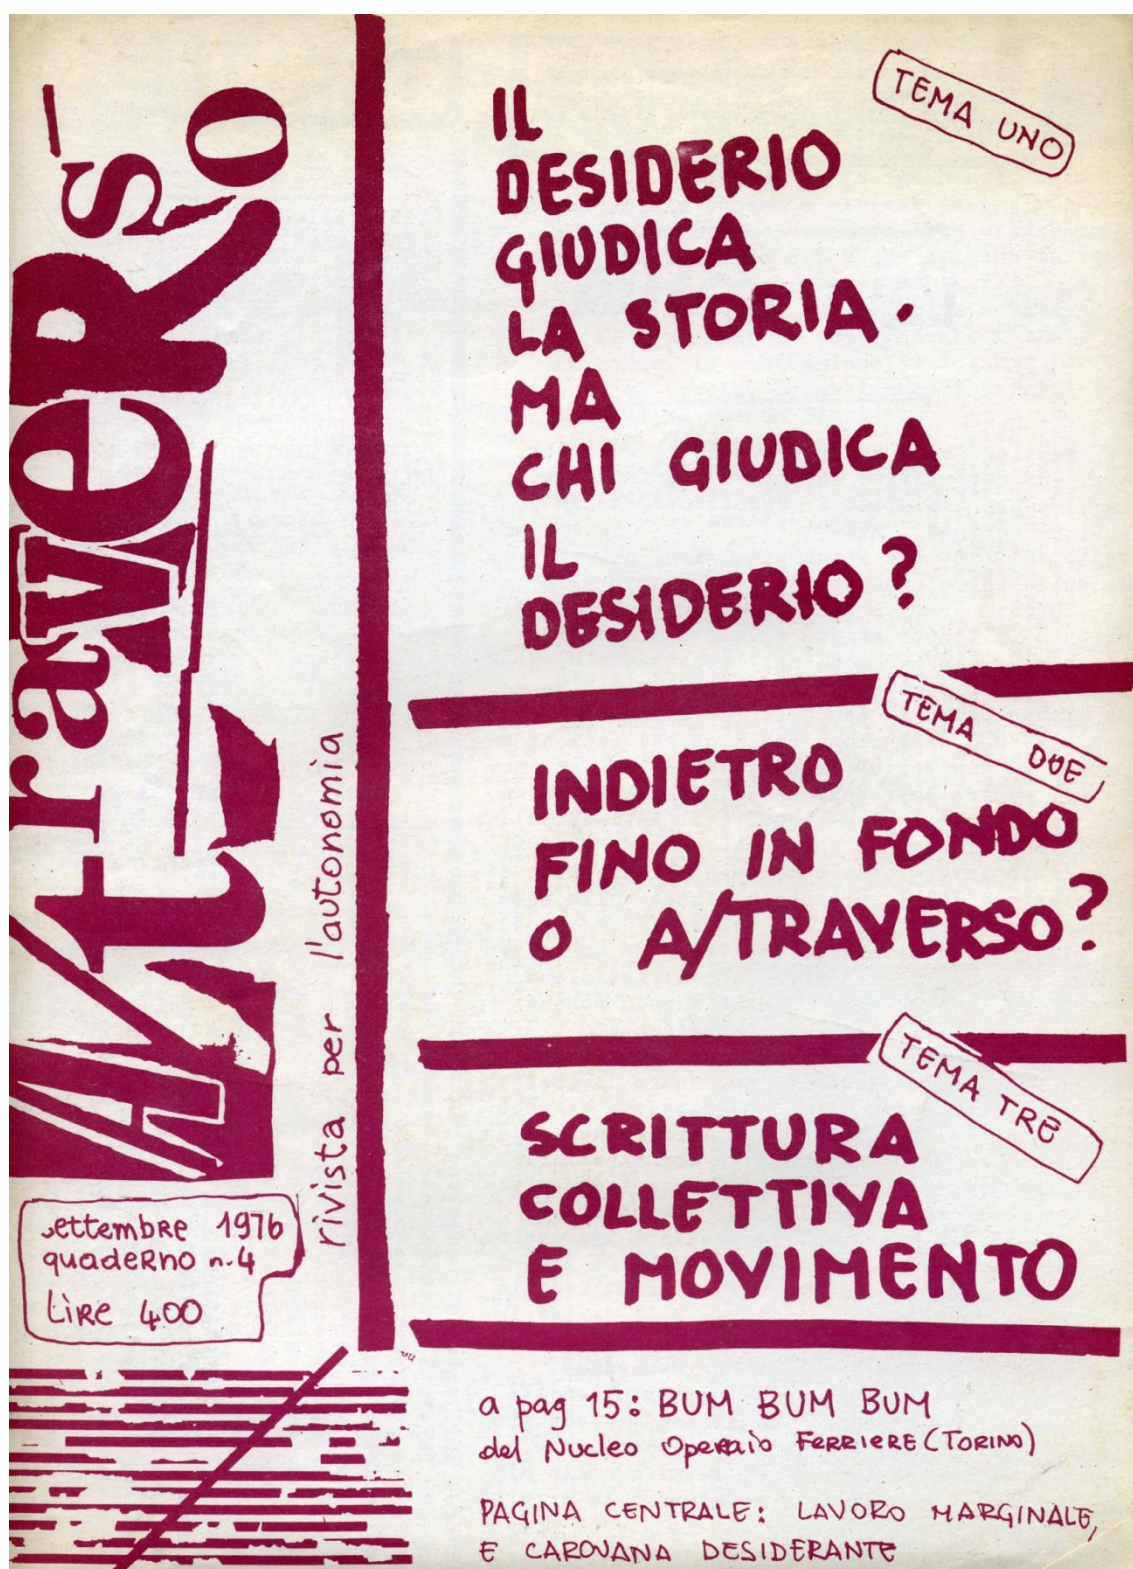 A/traveRso
rivista per l'autonomia
settembre 1976
quaderno n.4
Lire 400
TEMA UNO
IL
DESIDERIO
GIUDICA
LA STORIA.
MA
CHI GIUDICA
IL
DESIDERIO?
TEMA DUE
INDIETRO
FINO IN FONDO
O A/TRAVERSO?
TEMA TRE
SCRITTURA
COLLETTIVA
E MOVIMENTO
a pag 15: BUM BUM BUM
del Nucleo Operaio FERRIERE (TORINO)
PAGINA CENTRALE: LAVORO MARGINALE,
E CAROVANA DESIDERANTE